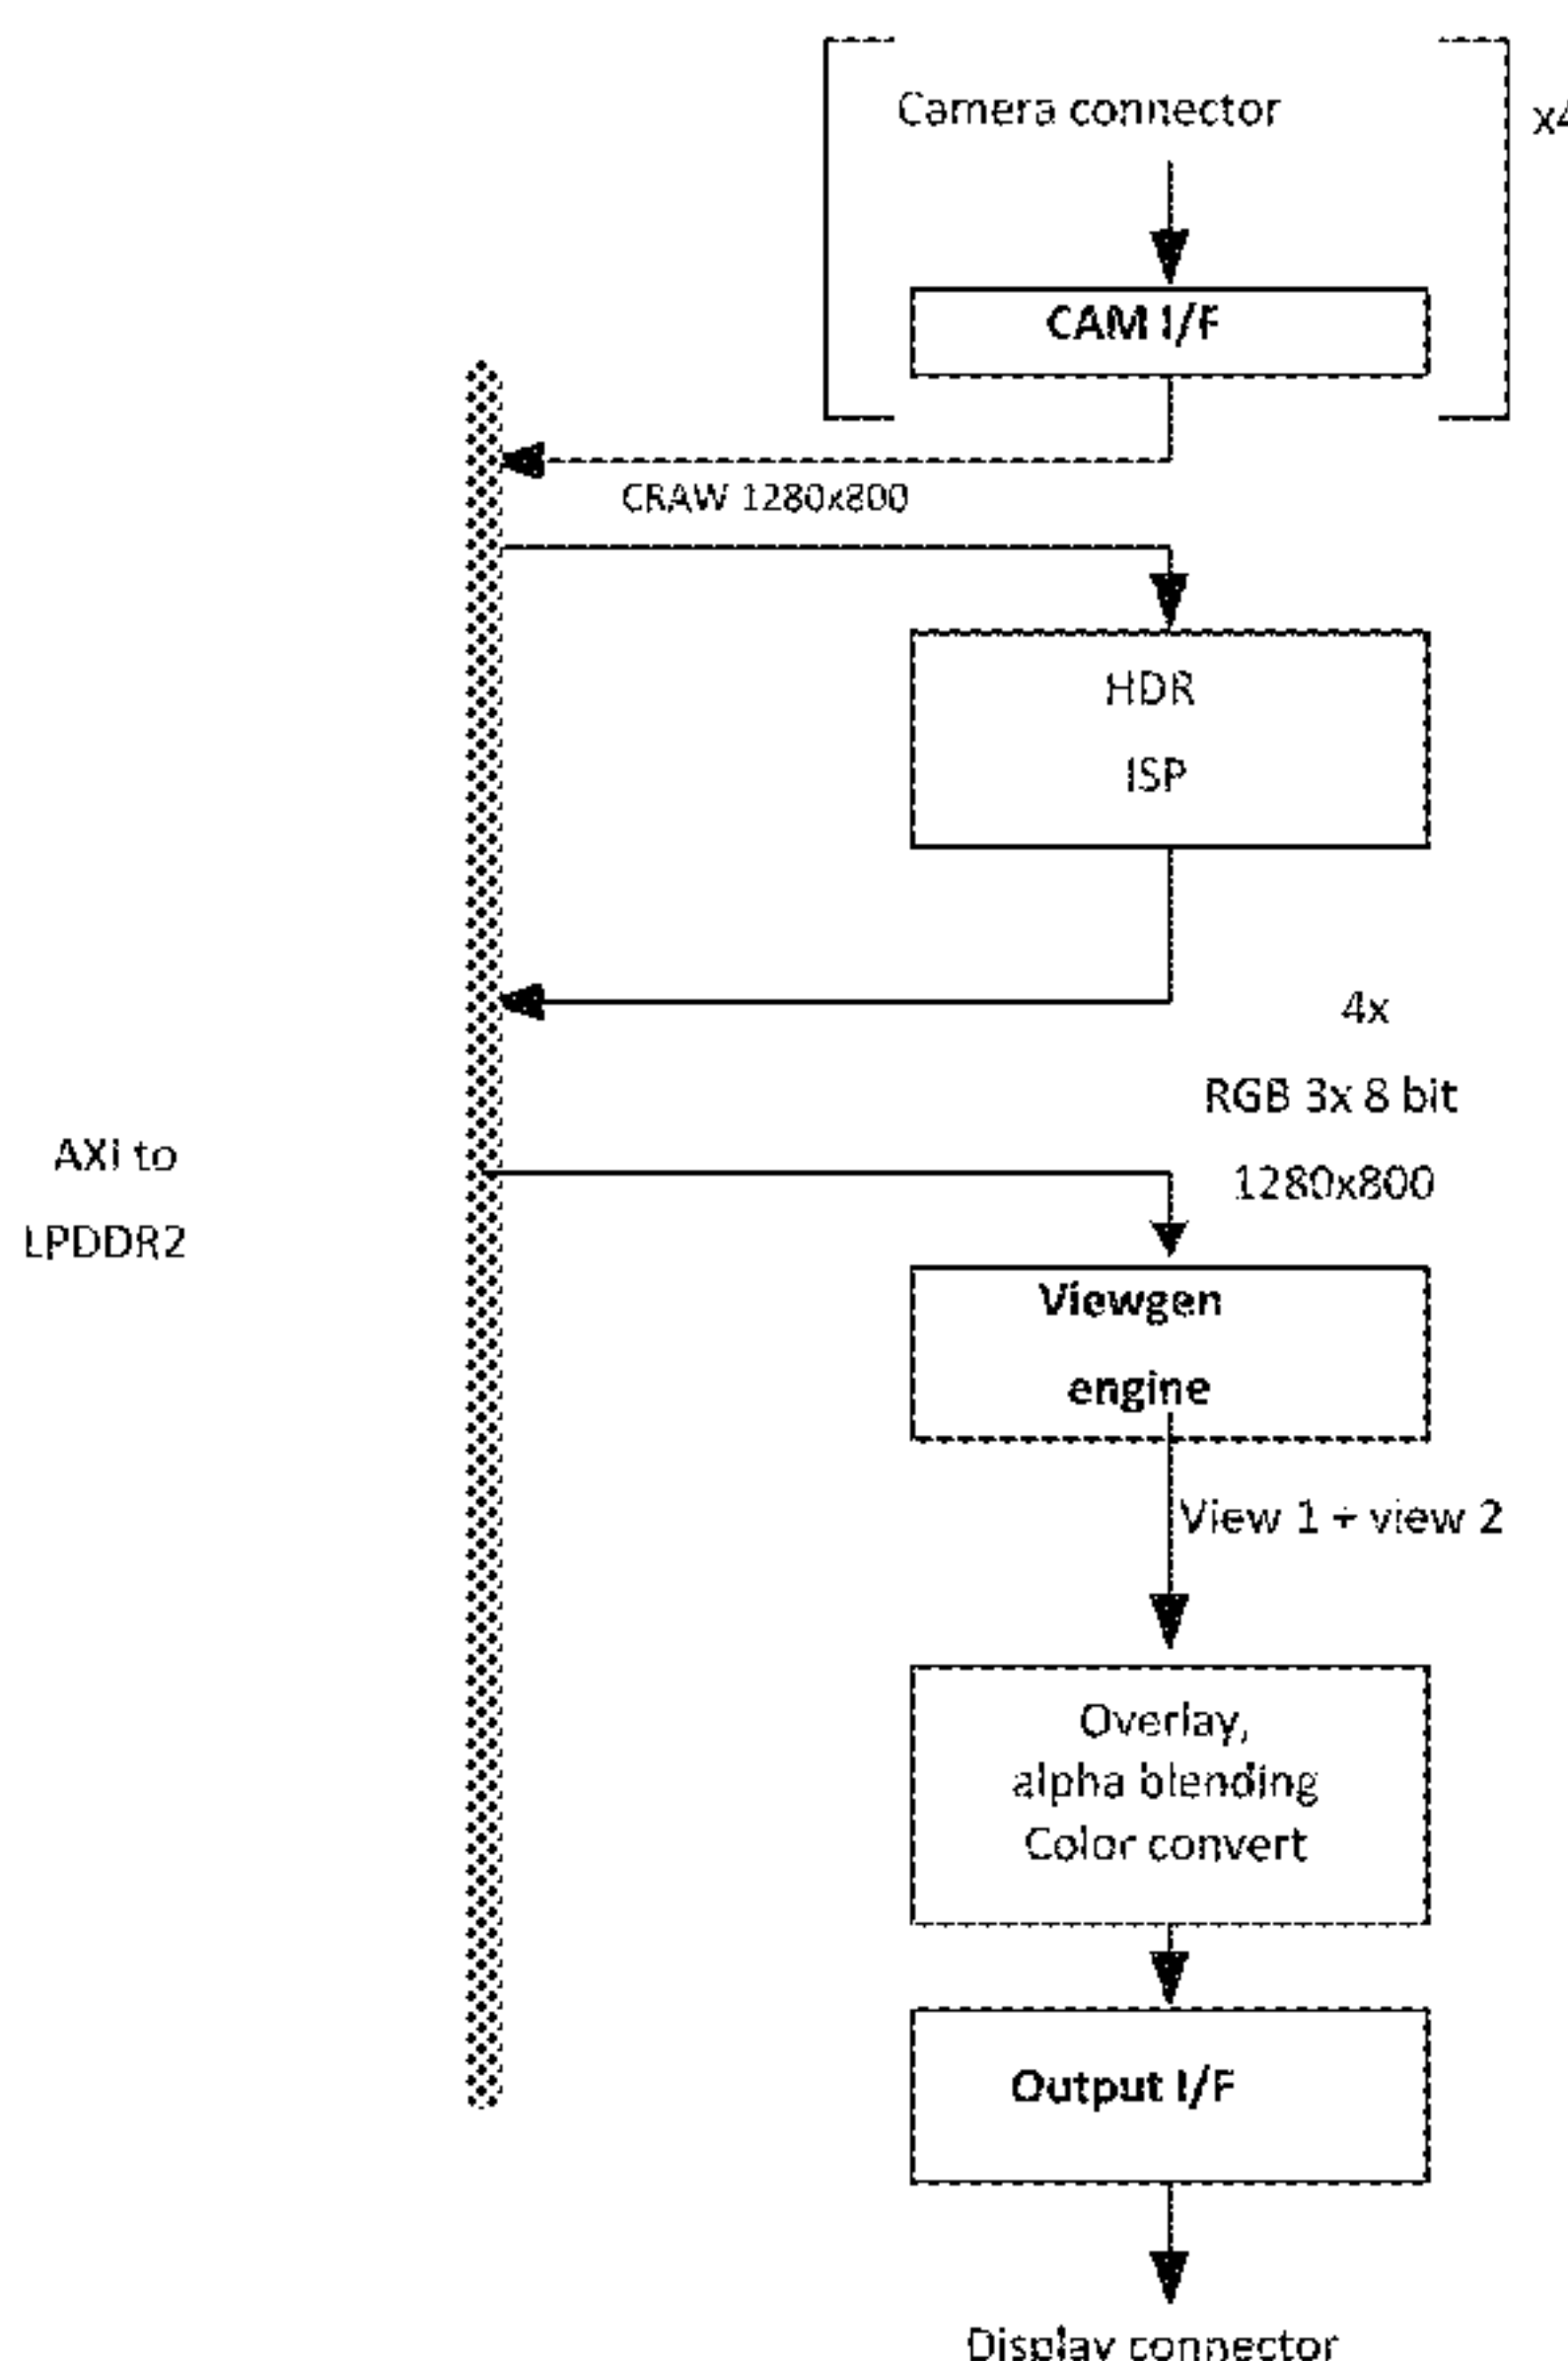 Camera connector
x4
CAM I/F
CRAW 1280x800
HDR
ISP
4x
RGB 3x 8 bit
1280x800
AXI to
LPDDR2
Viewgen
engine
View 1 + view 2
Overlay,
alpha blending
Color convert
Output I/F
Display connector